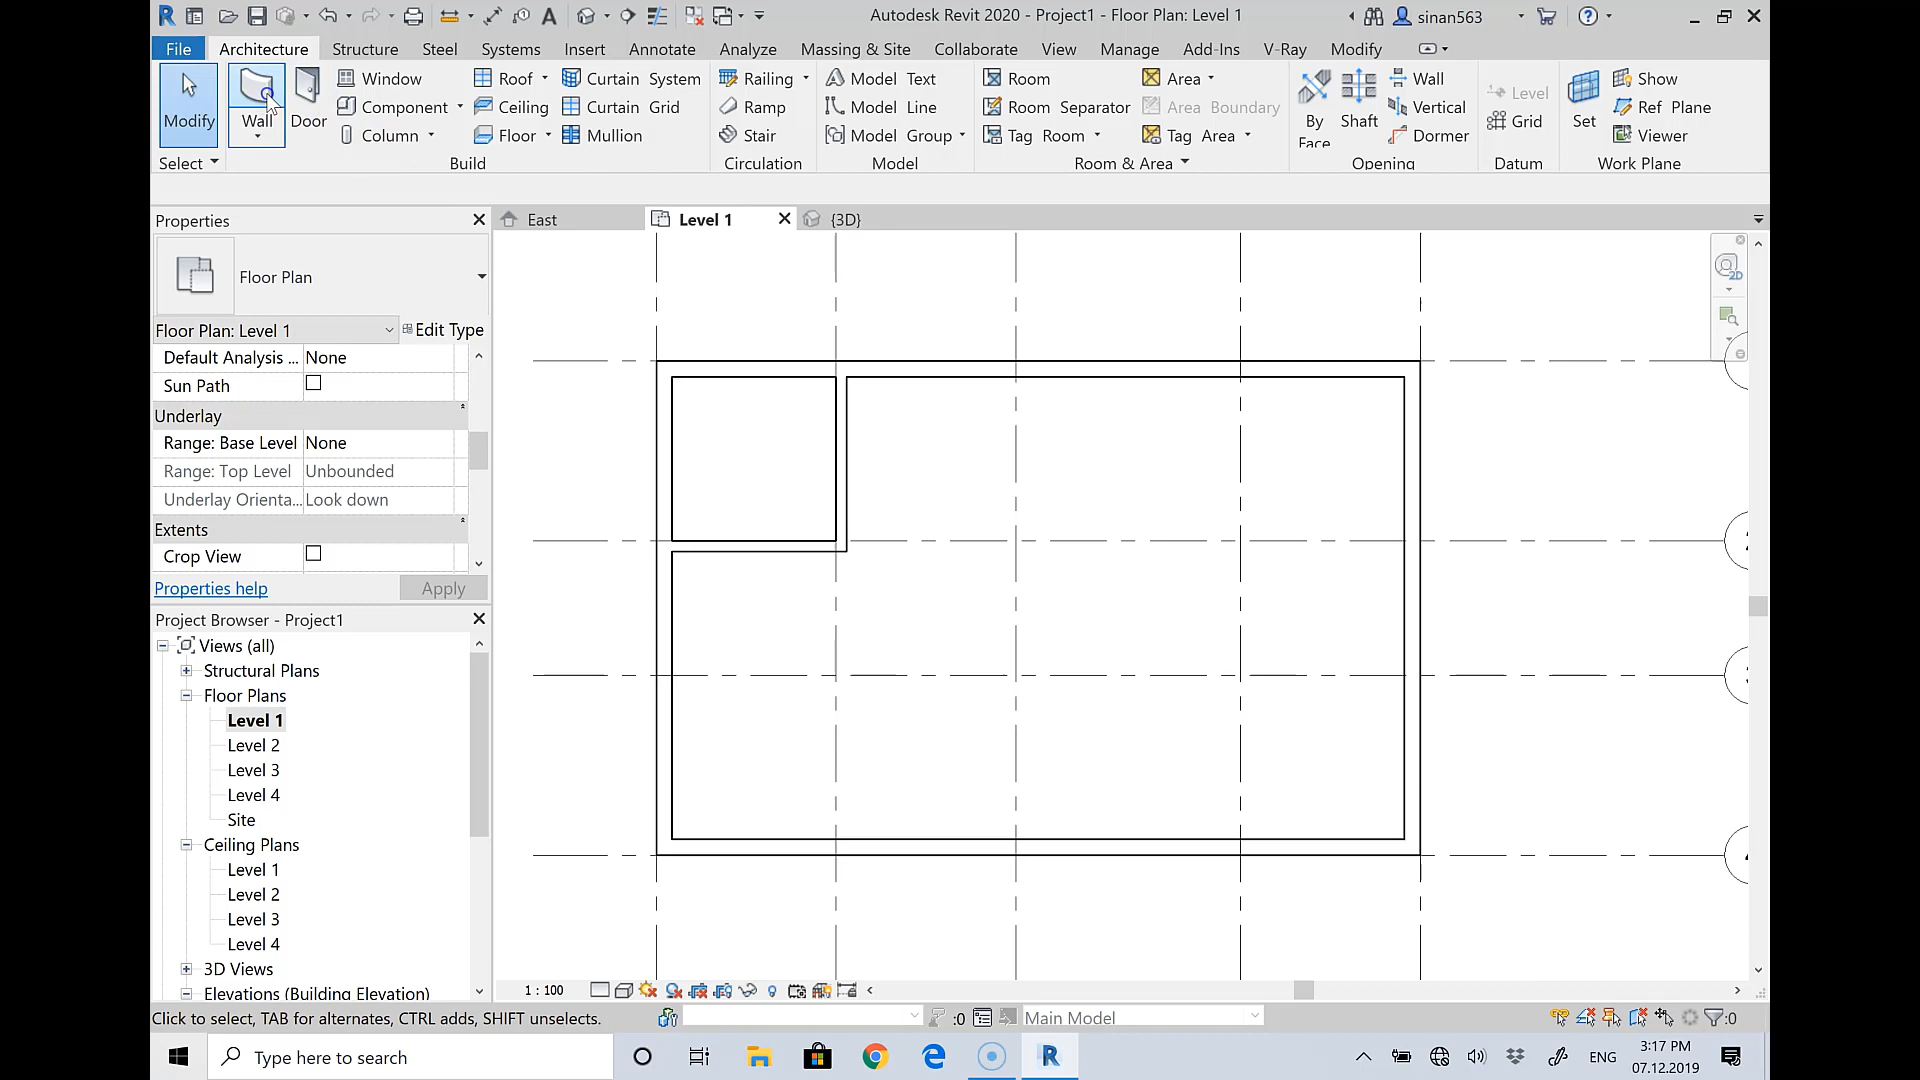 Autodesk Revit 2020 - Project1 - Floor Plan: Level 1
sinan563
File Architecture Structure Steel Systems Insert Annotate Analyze Massing & Site Collaborate View Manage Add-Ins V-Ray Modify
Modify
Wall
Door
Window
Component
Column
Roof
Ceiling
Floor
Curtain System
Curtain Grid
Mullion
Railing
Ramp
Stair
Model Text
Model Line
Model Group
Room
Room Separator
Tag Room
Area
Area Boundary
Tag Area
By
Face
Shaft
Wall
Vertical
Dormer
Level
Grid
Set
Show
Ref Plane
Viewer
Select Build Circulation Model Room & Area Opening Datum Work Plane
Properties
East
Level 1
{3D}
Floor Plan
Floor Plan: Level 1
Edit Type
Default Analysis ... None
Sun Path
Underlay
Range: Base Level None
Range: Top Level Unbounded
Underlay Orienta... Look down
Extents
Crop View
Properties help
Apply
Project Browser - Project1
Views (all)
Structural Plans
Floor Plans
Level 1
Level 2
Level 3
Level 4
Site
Ceiling Plans
Level 1
Level 2
Level 3
Level 4
3D Views
Elevations (Building Elevation)
2D
1 : 100
Click to select, TAB for alternates, CTRL adds, SHIFT unselects.
:0
Main Model
:0
Type here to search
ENG
3:17 PM
07.12.2019